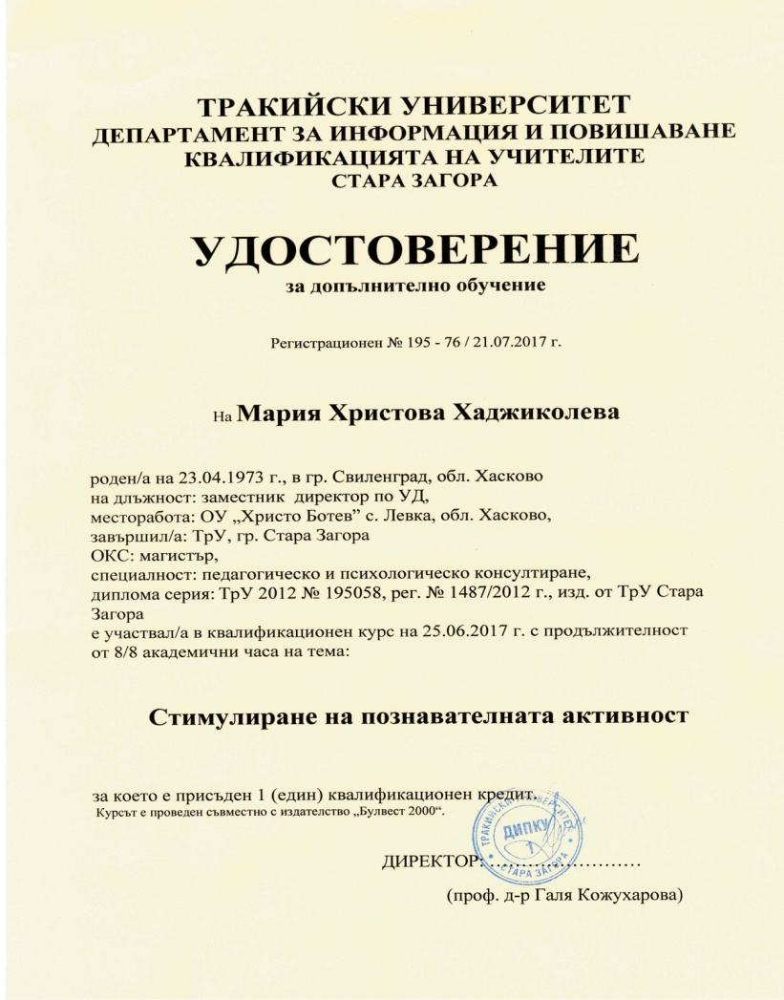 ТРАКИЙСКИ УНИВЕРСИТЕТ
ДЕПАРТАМЕНТ ЗА ИНФОРМАЦИЯ И ПОВИШАВАНЕ
КВАЛИФИКАЦИЯТА НА УЧИТЕЛИТЕ
СТАРА ЗАГОРА
УДОСТОВЕРЕНИЕ
за допълнително обучение
Регистрационен № 195 - 76 / 21.07.2017 г.
На Мария Христова Хаджиколева
роден/а на 23.04.1973 г., в гр. Свиленград, обл. Хасково
на длъжност: заместник директор по УД,
месторабота: ОУ „Христо Ботев” с. Левка, обл. Хасково,
завършил/а: ТрУ, гр. Стара Загора
ОКС: магистър,
специалност: педагогическо и психологическо консултиране,
диплома серия: ТрУ 2012 № 195058, рег. № 1487/2012 г., изд. от ТрУ Стара
Загора
е участвал/а в квалификационен курс на 25.06.2017 г. с продължителност
от 8/8 академични часа на тема:
Стимулиране на познавателната активност
за което е присъден 1 (един) квалификационен кредит.
Курсът е проведен съвместно с издателство „Булвест 2000“.
ТРАКИЙСКИ УНИВЕРСИТЕТ
ДИПКУ
1
СТАРА ЗАГОРА
ДИРЕКТОР: ........................
(проф. д-р Галя Кожухарова)